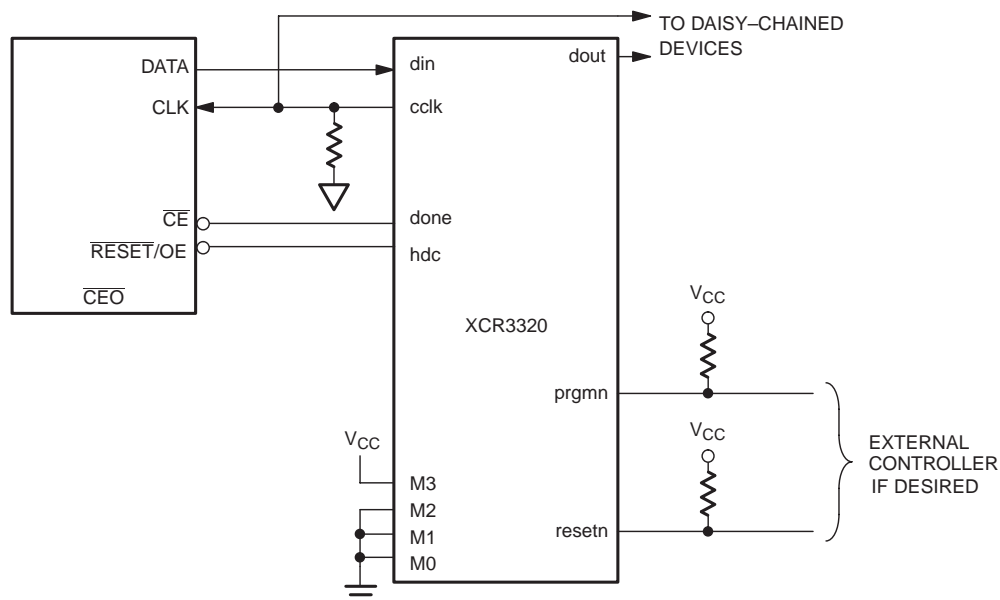 TO DAISY–CHAINED
DEVICES
DATA
din
dout
CLK
cclk
CE
done
RESET/OE
hdc
CEO
XCR3320
VCC
prgmn
VCC
VCC
EXTERNAL
CONTROLLER
IF DESIRED
M3
M2
M1
M0
resetn